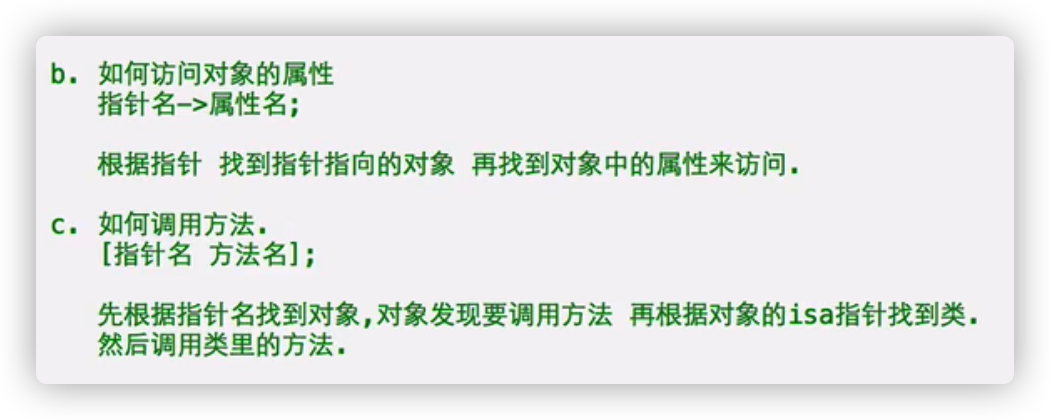 b. 如何访问对象的属性
指针名->属性名;
根据指针 找到指针指向的对象 再找到对象中的属性来访问.
c. 如何调用方法.
[指针名 方法名];
先根据指针名找到对象,对象发现要调用方法 再根据对象的isa指针找到类.
然后调用类里的方法.